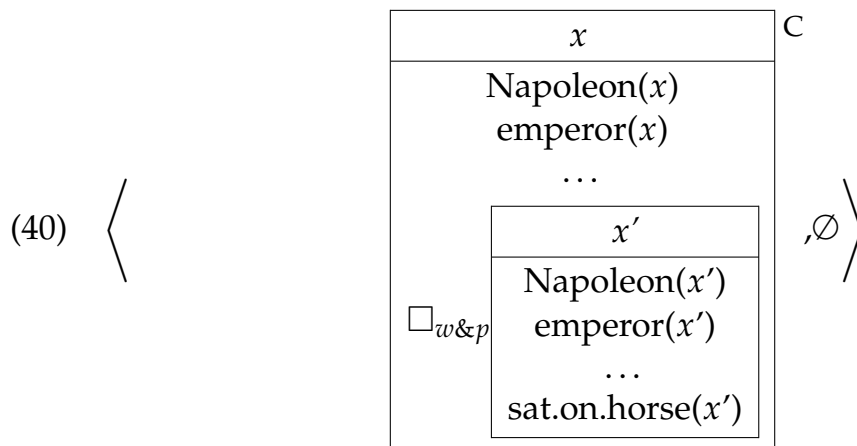 x C
Napoleon(x)
emperor(x)
...
(40) ⟨ ,∅⟩
x′
Napoleon(x')
□w&p emperor(x')
...
sat.on.horse(x')